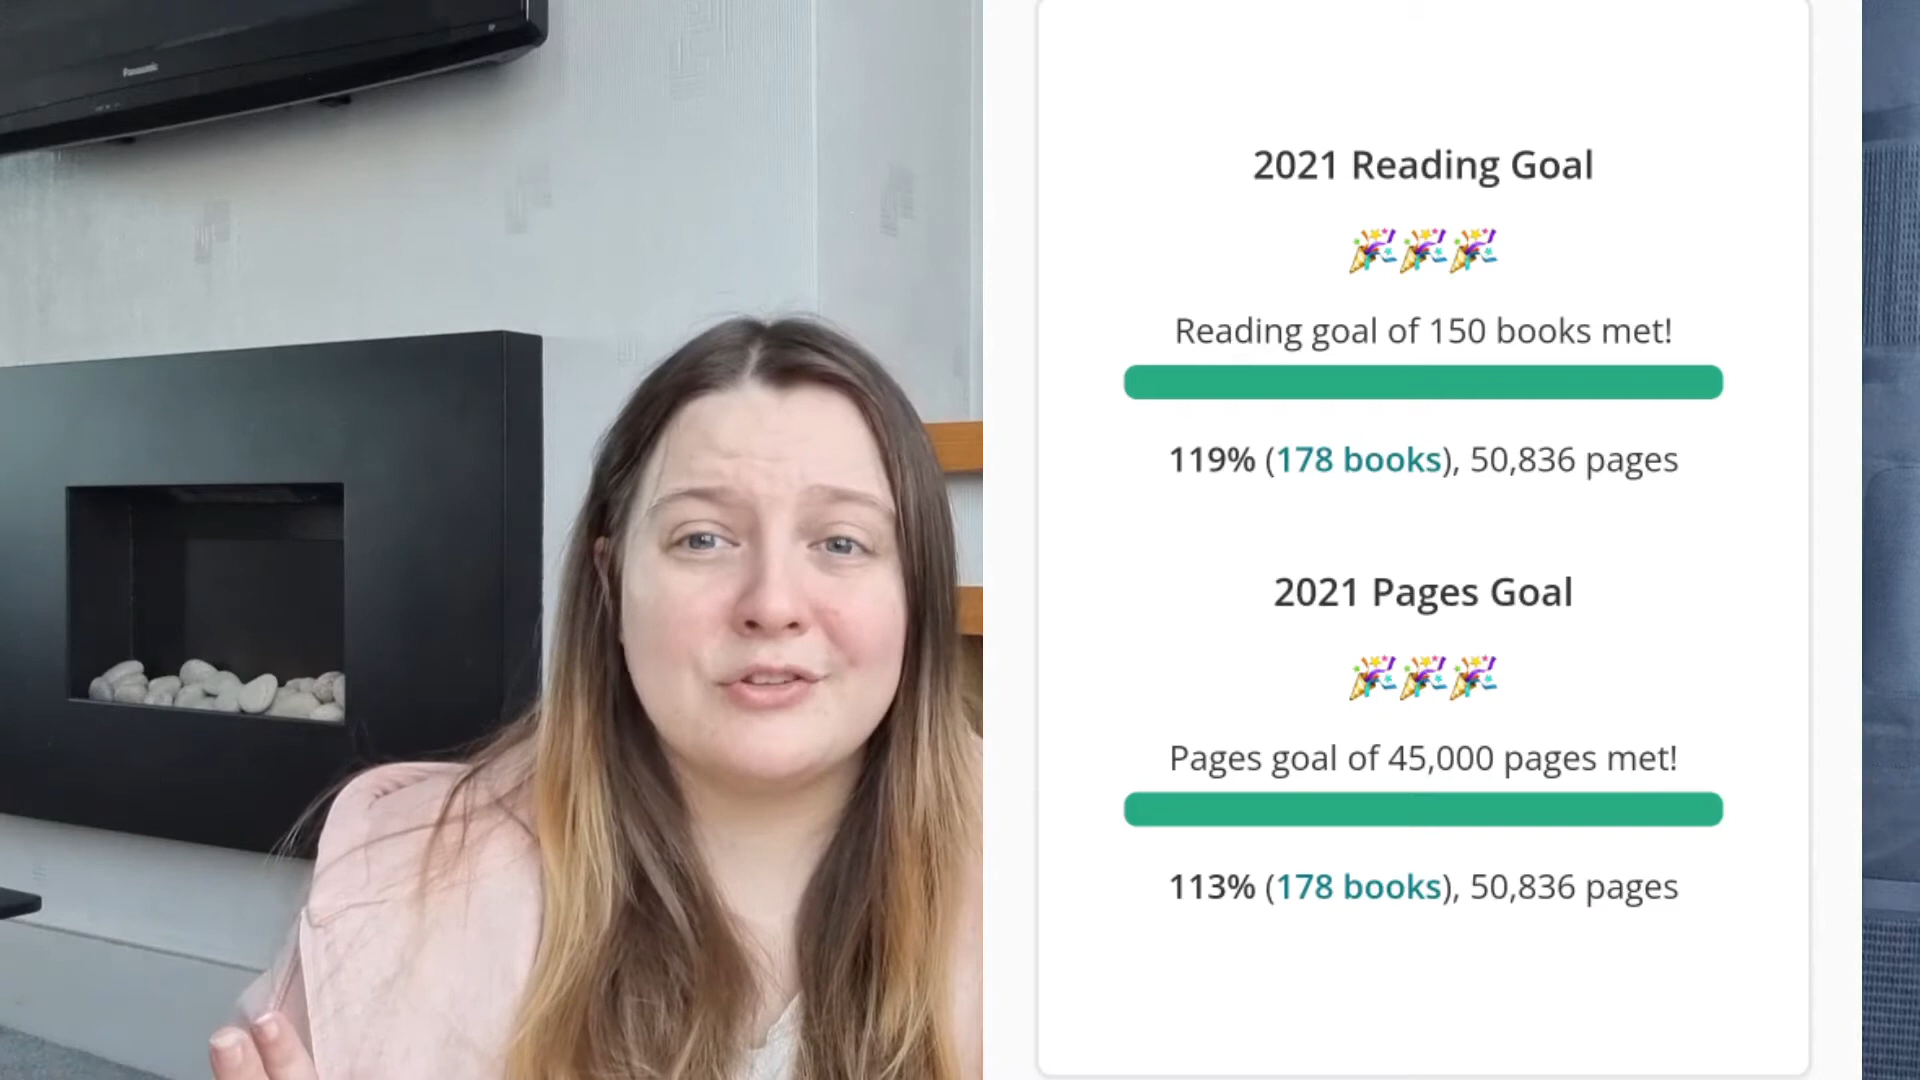 Panasonic
2021 Reading Goal
🎉🎉🎉
Reading goal of 150 books met!
119% (178 books), 50,836 pages
2021 Pages Goal
🎉🎉🎉
Pages goal of 45,000 pages met!
113% (178 books), 50,836 pages